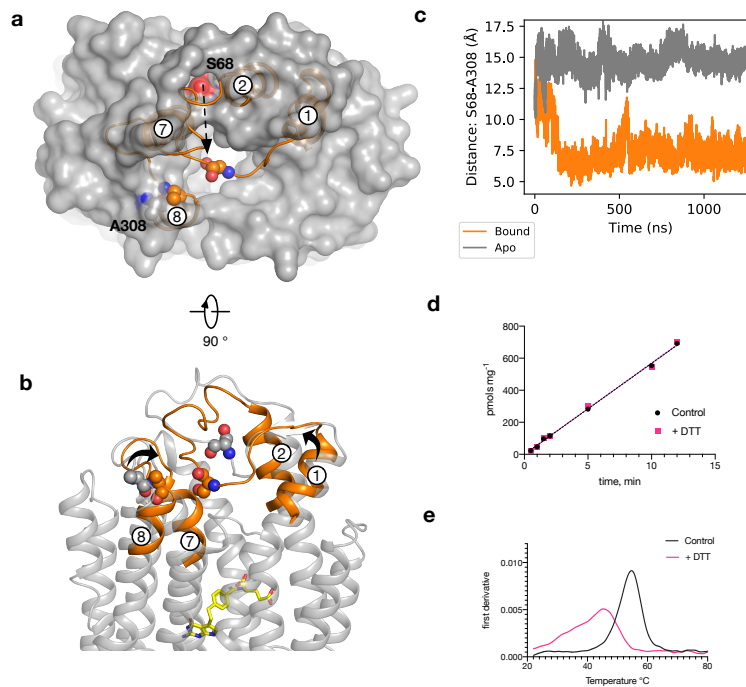 a
S68
2
1
7
8
A308
90 °
b
2
1
8
7
c
Distance: S68-A308 (Å)
17.5
15.0
12.5
10.0
7.5
5.0
0
500
1000
Time (ns)
Bound
Apo
d
pmols mg-1
800
600
400
200
0
0
5
10
15
time, min
Control
+ DTT
e
first derivative
0.010
0.005
0.000
20
40
60
80
Temperature °C
Control
+ DTT